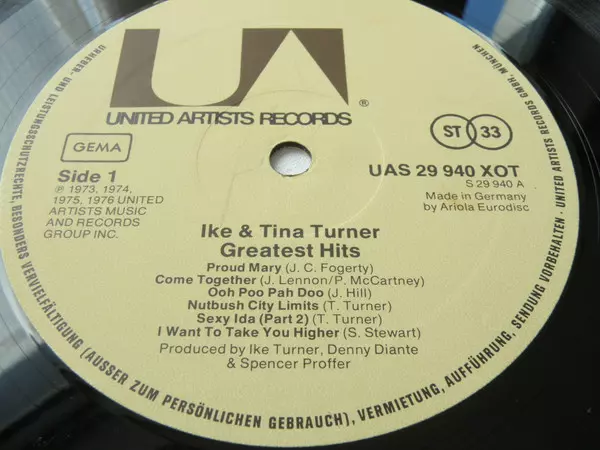 UA
UNITED ARTISTS RECORDS ®
GEMA
ST 33
Side 1
℗ 1973, 1974,
1975, 1976 UNITED
ARTISTS MUSIC
AND RECORDS
GROUP INC.
UAS 29 940 XOT
S 29 940 A
Made in Germany
by Ariola Eurodisc
Ike & Tina Turner
Greatest Hits
Proud Mary (J. C. Fogerty)
Come Together (J. Lennon/P. McCartney)
Ooh Poo Pah Doo (J. Hill)
Nutbush City Limits (T. Turner)
Sexy Ida (Part 2) (T. Turner)
I Want To Take You Higher (S. Stewart)
Produced by Ike Turner, Denny Diante
& Spencer Proffer
URHEBER- UND LEISTUNGSSCHUTZRECHTE, BESONDERS VERVIELFÄLTIGUNG (AUSSER ZUM PERSÖNLICHEN GEBRAUCH), VERMIETUNG, AUFFÜHRUNG, SENDUNG VORBEHALTEN · UNITED ARTISTS RECORDS GMBH, MÜNCHEN